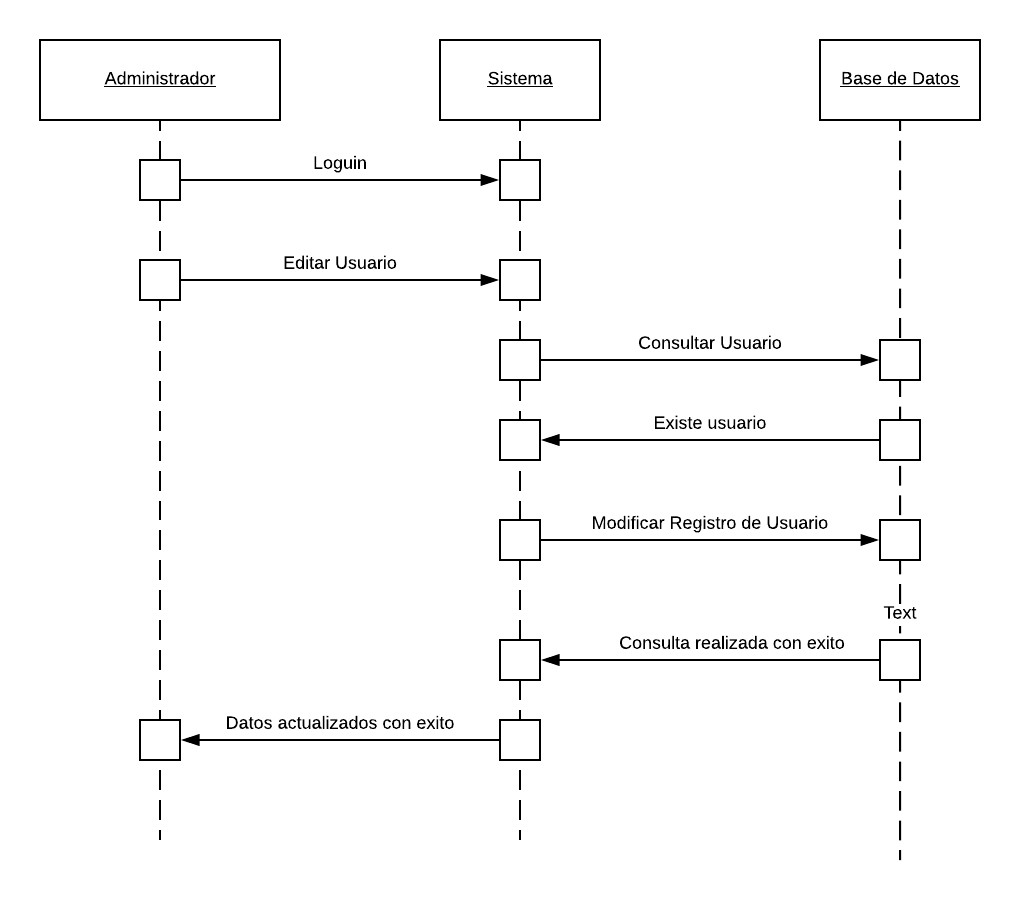 Administrador
Sistema
Base de Datos
Loguin
Editar Usuario
Consultar Usuario
Existe usuario
Modificar Registro de Usuario
Text
Consulta realizada con exito
Datos actualizados con exito